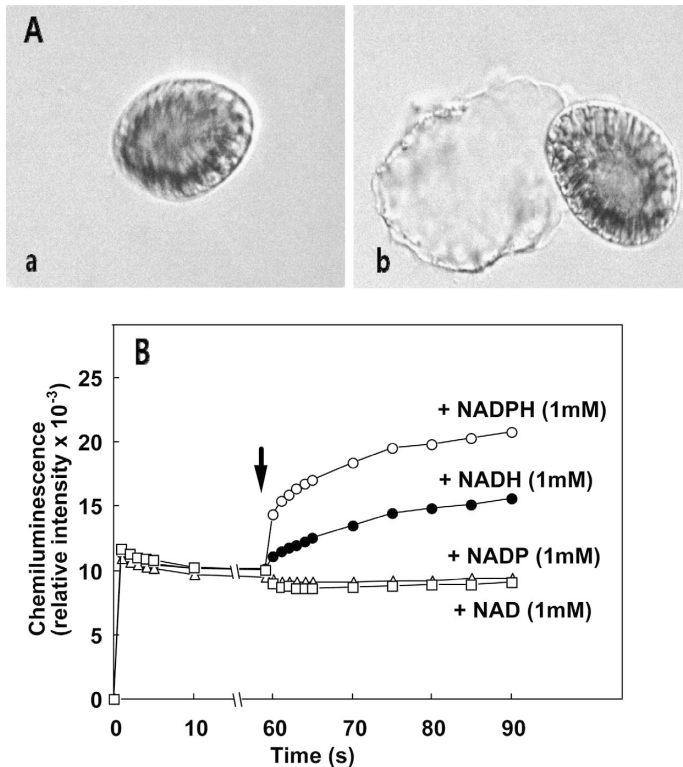 A
a
b
B
Chemiluminescence
(relative intensity x 10-3)
25
20
15
10
5
0
+ NADPH (1mM)
+ NADH (1mM)
+ NADP (1mM)
+ NAD (1mM)
0
10
60
70
80
90
Time (s)